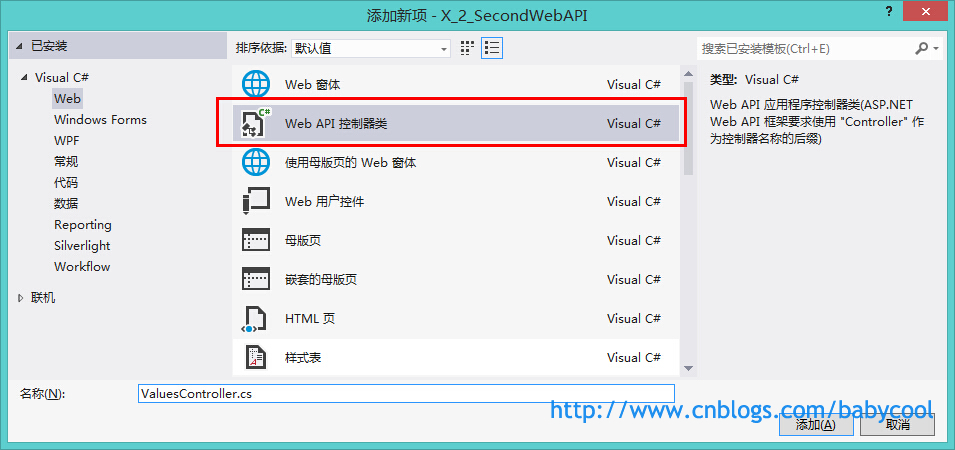 添加新项 - X_2_SecondWebAPI
?
已安装
排序依据: 默认值
搜索已安装模板(Ctrl+E)
Visual C#
Web
Windows Forms
WPF
常规
代码
数据
Reporting
Silverlight
Workflow
联机
Web 窗体 Visual C#
C#
Web API 控制器类 Visual C#
使用母版页的 Web 窗体 Visual C#
Web 用户控件 Visual C#
母版页 Visual C#
嵌套的母版页 Visual C#
HTML 页 Visual C#
样式表 Visual C#
类型: Visual C#
Web API 应用程序控制器类(ASP.NET
Web API 框架要求使用 "Controller" 作
为控制器名称的后缀)
名称(N): ValuesController.cs
http://www.cnblogs.com/babycool
添加(A) 取消